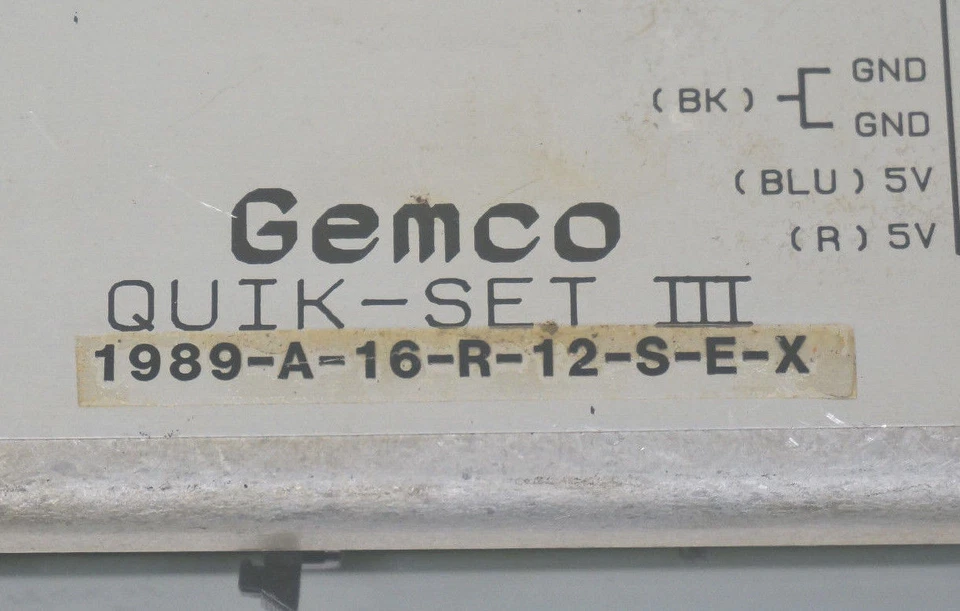 (BK) GND
GND
(BLU) 5V
(R) 5V
Gemco
QUIK-SET III
1989-A-16-R-12-S-E-X